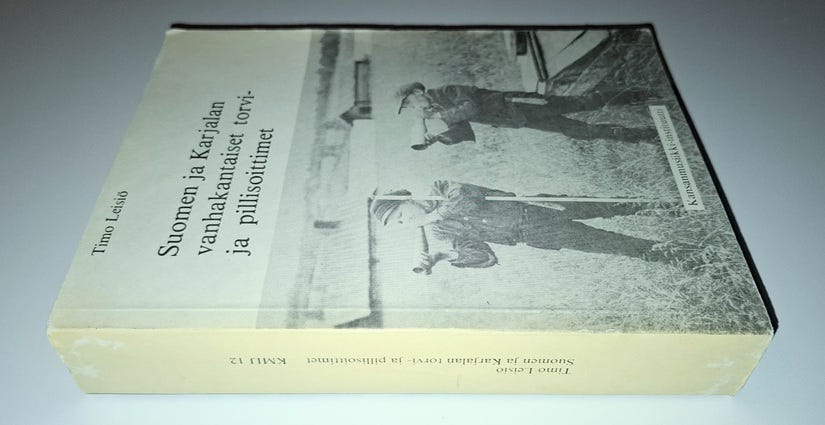 Timo Leisiö
Suomen ja Karjalan
vanhakantaiset torvi-
ja pillisoittimet
Kansanmusiikki-instituutti
Timo Leisiö
Suomen ja Karjalan torvi- ja pillisoittimet KMIJ 12